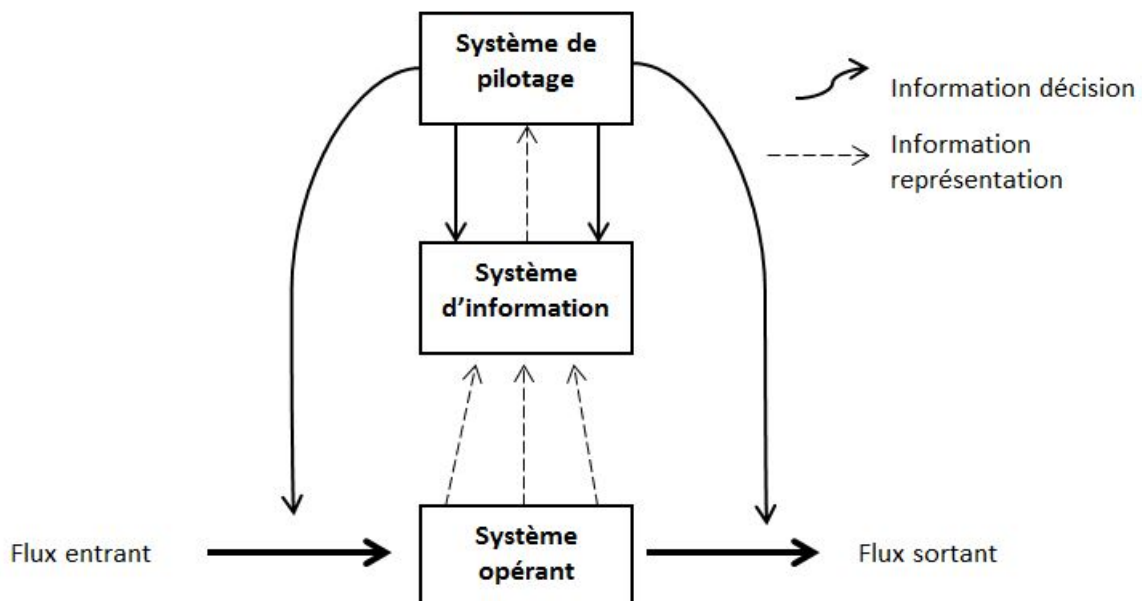 Système de
pilotage
Information décision
Information
représentation
Système
d’information
Flux entrant
Système
opérant
Flux sortant